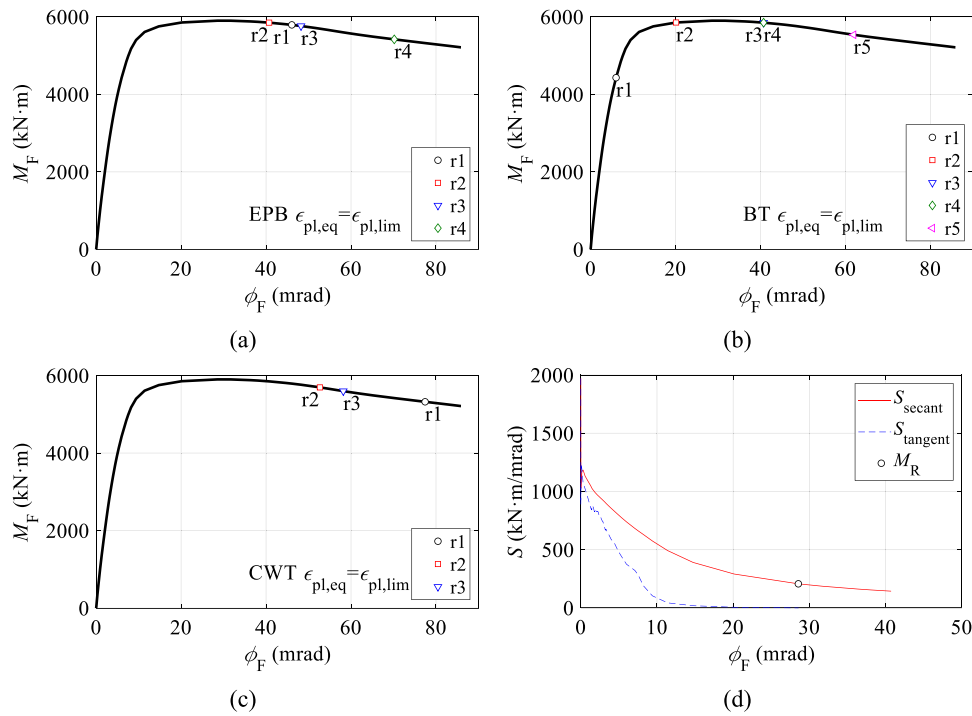 6000
4000
2000
0
M_F (kN·m)
r2 r1 r3
r4
r1
r2
r3
r4
EPB ϵ_pl,eq=ϵ_pl,lim
0 20 40 60 80
ϕ_F (mrad)
(a)
6000
4000
2000
0
M_F (kN·m)
r1
r2
r3r4
r5
r1
r2
r3
r4
r5
BT ϵ_pl,eq=ϵ_pl,lim
0 20 40 60 80
ϕ_F (mrad)
(b)
6000
4000
2000
0
M_F (kN·m)
r2 r3
r1
r1
r2
r3
CWT ϵ_pl,eq=ϵ_pl,lim
0 20 40 60 80
ϕ_F (mrad)
(c)
2000
1500
1000
500
0
S (kN·m/mrad)
S_secant
S_tangent
M_R
0 10 20 30 40 50
ϕ_F (mrad)
(d)